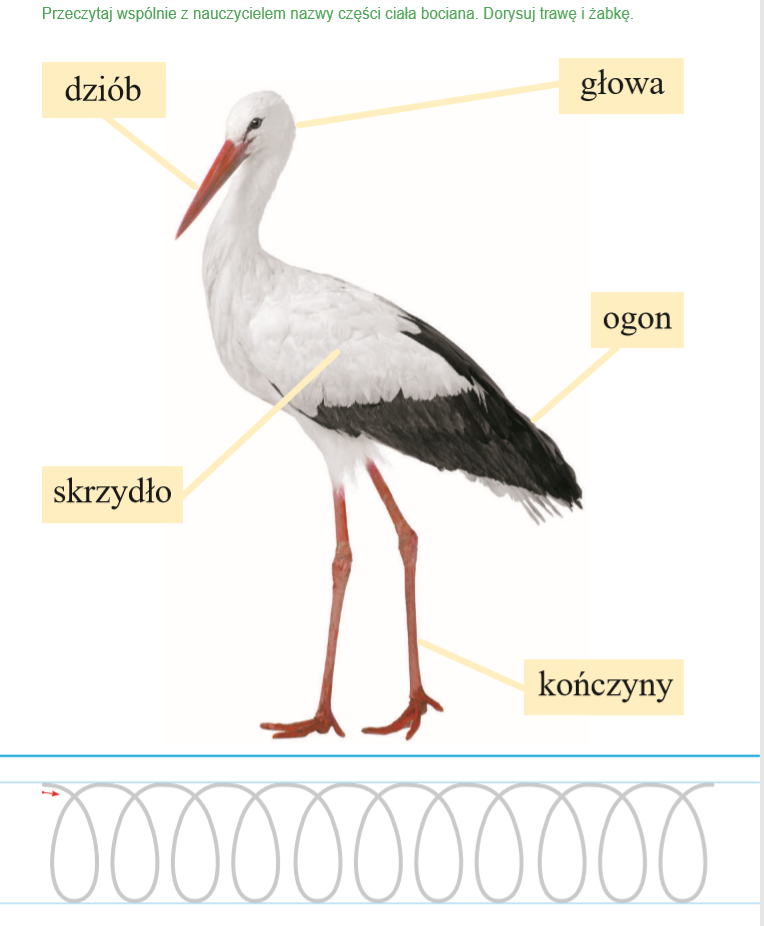 Przeczytaj wspólnie z nauczycielem nazwy części ciała bociana. Dorysuj trawę i żabkę.
dziób
głowa
ogon
skrzydło
kończyny